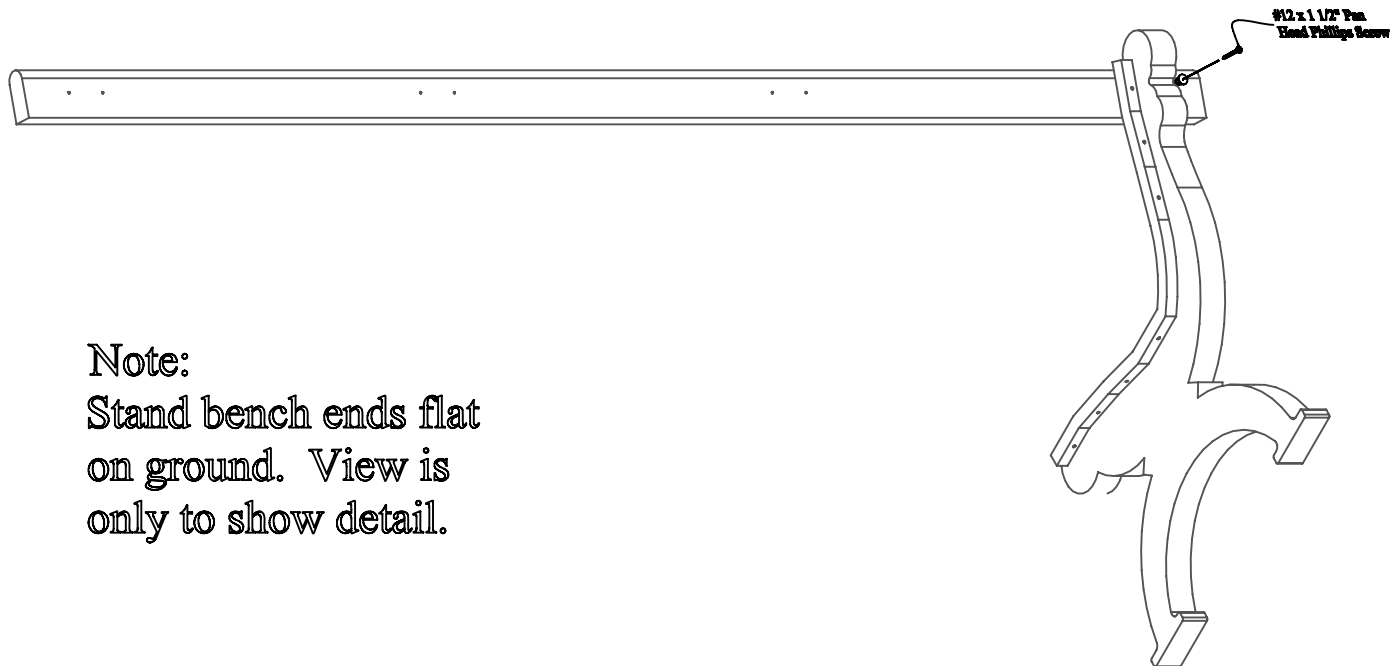 #12 x 1 1/2" Pan
Head Phillips Screw
Note:
Stand bench ends flat
on ground. View is
only to show detail.